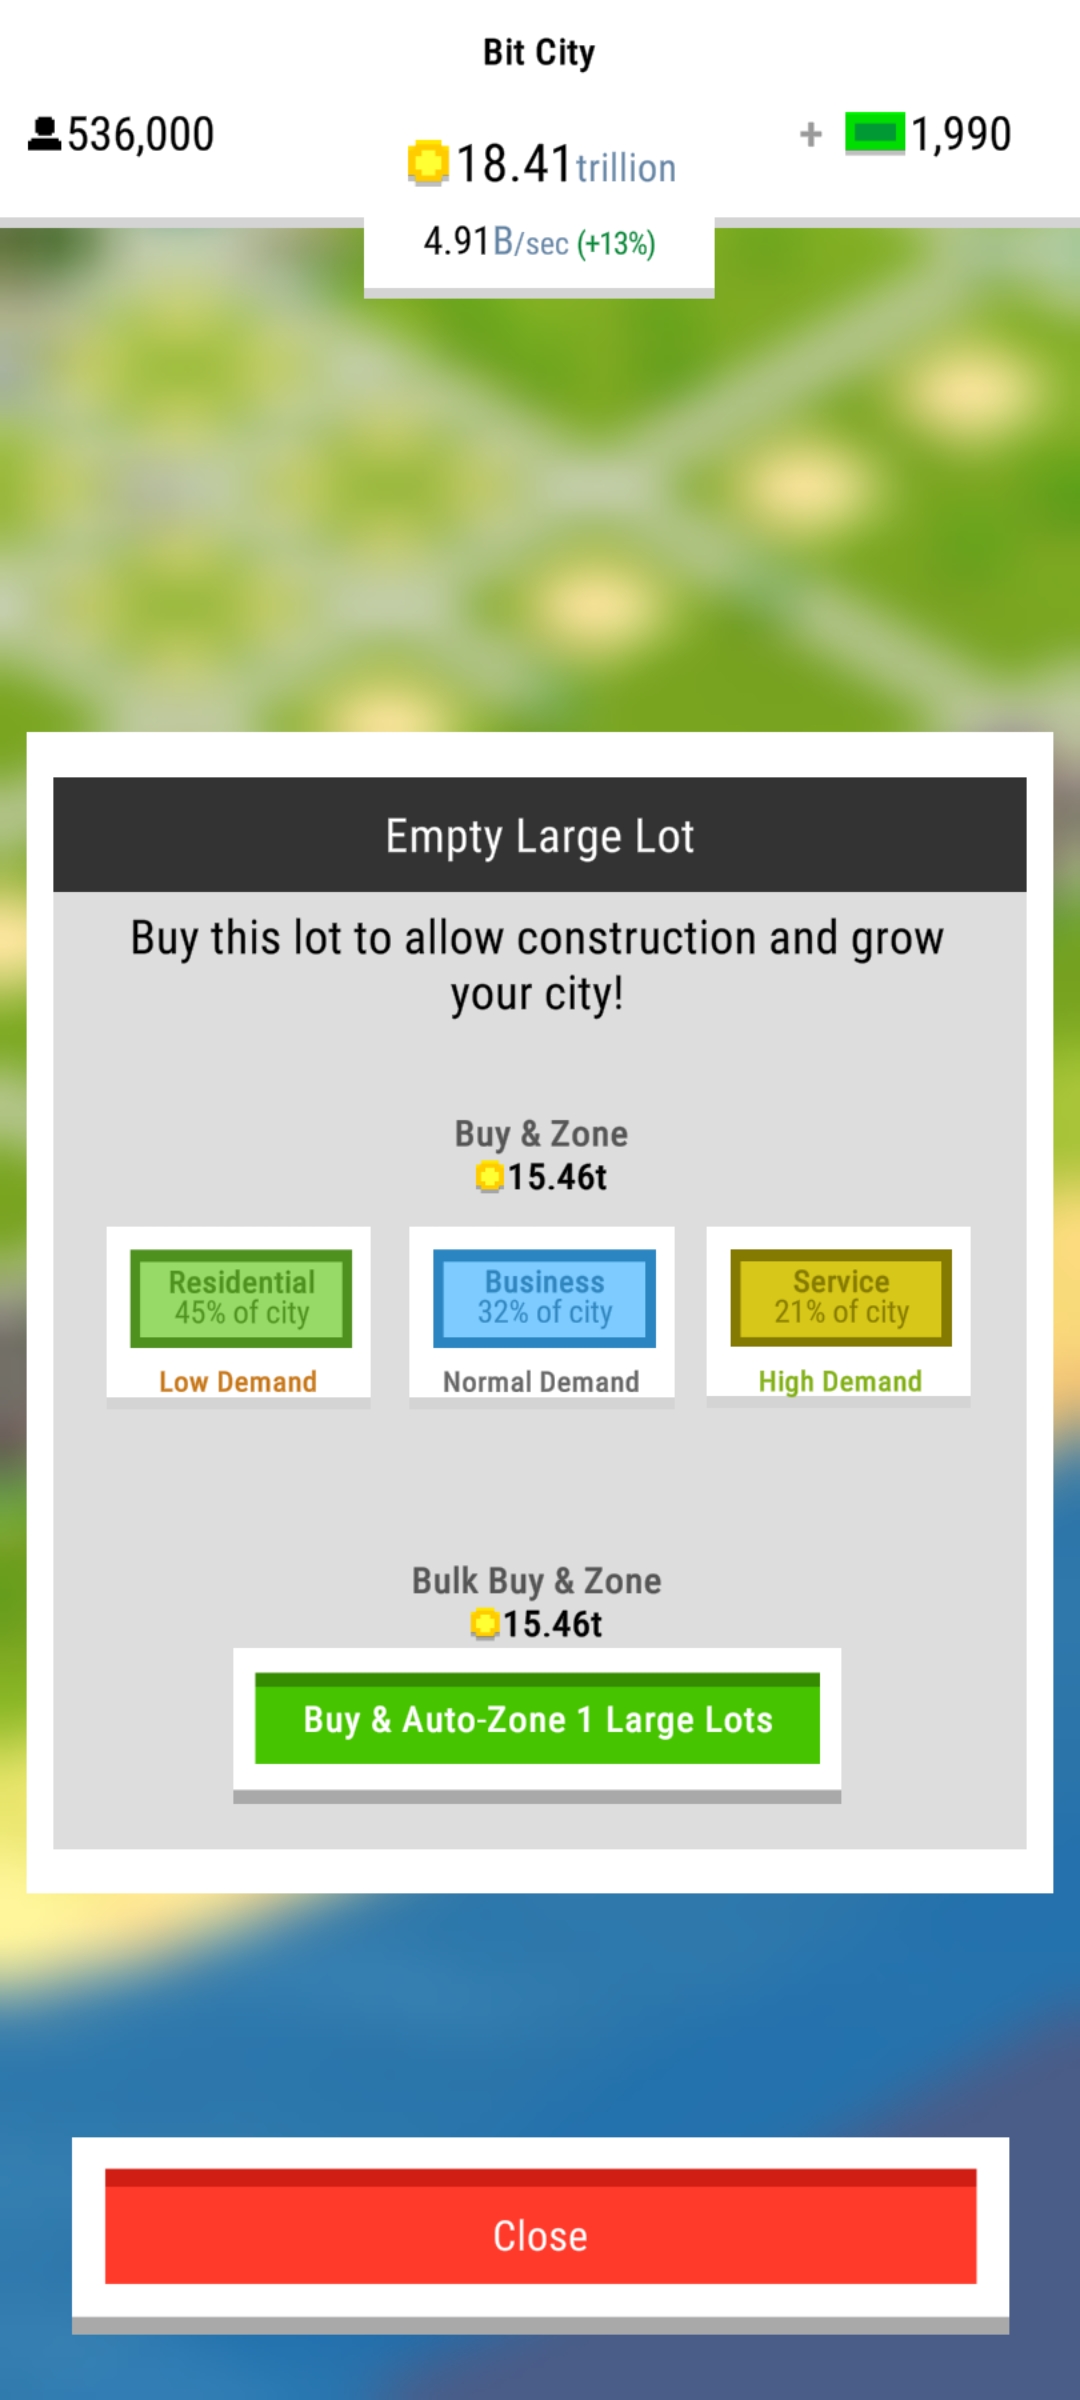 Bit City
536,000
18.41 trillion
+ 1,990
4.91B/sec (+13%)
Empty Large Lot
Buy this lot to allow construction and grow
your city!
Buy & Zone
15.46t
Residential
45% of city
Low Demand
Business
32% of city
Normal Demand
Service
21% of city
High Demand
Bulk Buy & Zone
15.46t
Buy & Auto-Zone 1 Large Lots
Close